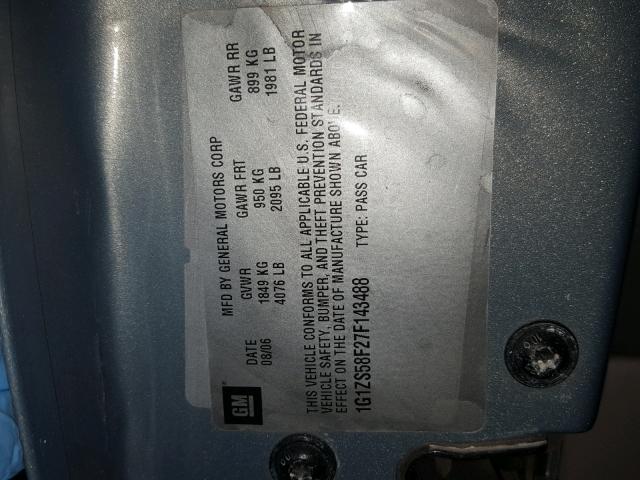 GM
MFD BY GENERAL MOTORS CORP
DATE GVWR GAWR FRT GAWR RR
08/06 1849 KG 950 KG 899 KG
4076 LB 2095 LB 1981 LB
THIS VEHICLE CONFORMS TO ALL APPLICABLE U.S. FEDERAL MOTOR
VEHICLE SAFETY, BUMPER, AND THEFT PREVENTION STANDARDS IN
EFFECT ON THE DATE OF MANUFACTURE SHOWN ABOVE.
1G1ZS58F27F143488 TYPE: PASS CAR